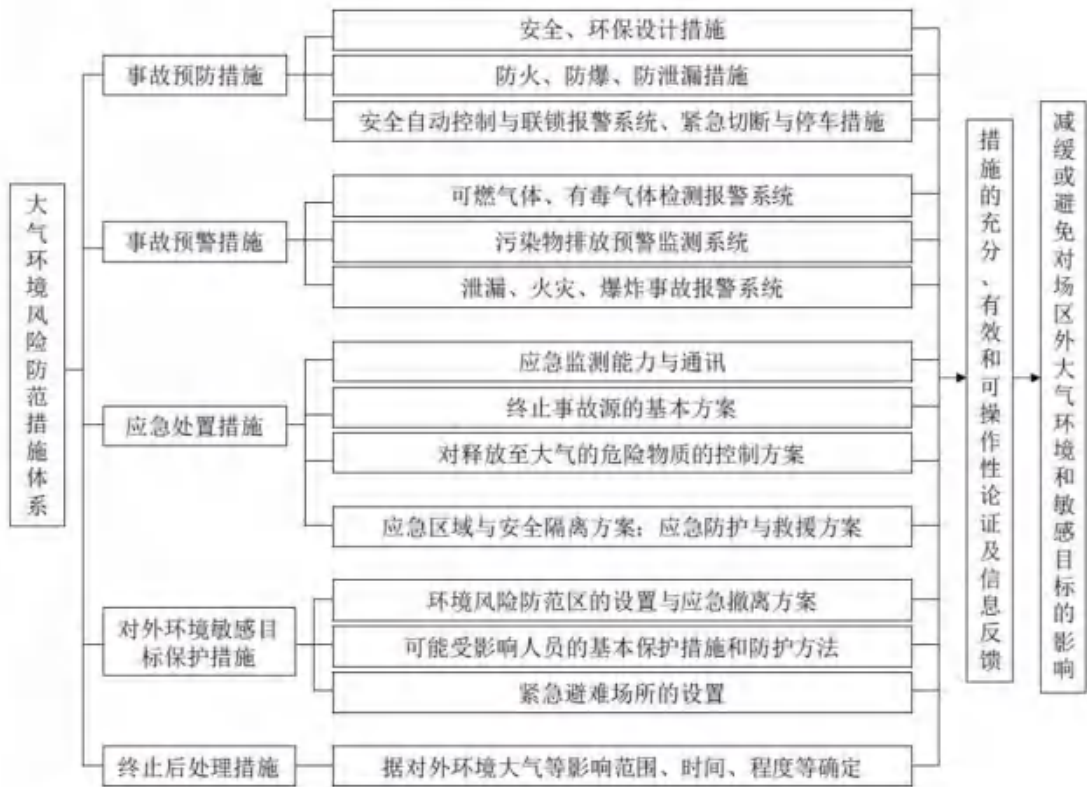 大气环境风险防范措施体系
事故预防措施
安全、环保设计措施
防火、防爆、防泄漏措施
安全自动控制与联锁报警系统、紧急切断与停车措施
事故预警措施
可燃气体、有毒气体检测报警系统
污染物排放预警监测系统
泄漏、火灾、爆炸事故报警系统
应急处置措施
应急监测能力与通讯
终止事故源的基本方案
对释放至大气的危险物质的控制方案
应急区域与安全隔离方案；应急防护与救援方案
对外环境敏感目
标保护措施
环境风险防范区的设置与应急撤离方案
可能受影响人员的基本保护措施和防护方法
紧急避难场所的设置
终止后处理措施
据对外环境大气等影响范围、时间、程度等确定
措施的充分、有效和可操作性论证及信息反馈
减缓或避免对场区外大气环境和敏感目标的影响